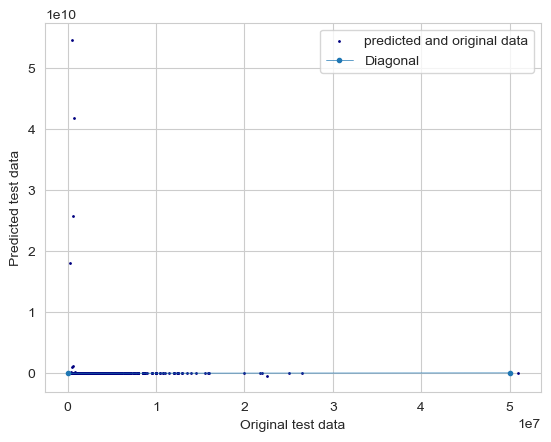 1e10
predicted and original data
Diagonal
5
4
3
2
1
0
Predicted test data
0
1
2
3
4
5
1e7
Original test data